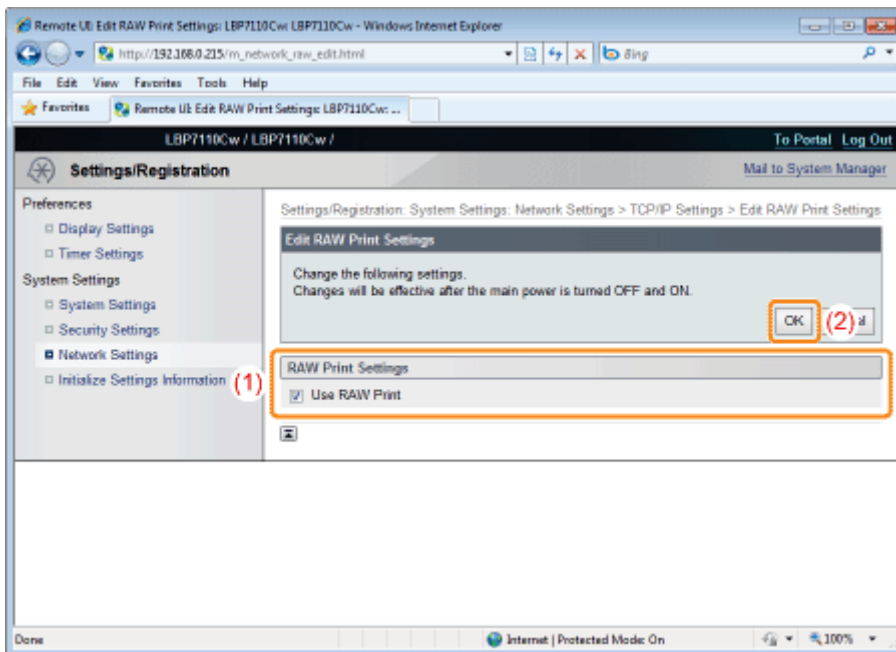 Remote UI: Edit RAW Print Settings: LBP7110Cw: LBP7110Cw - Windows Internet Explorer
http://192.168.0.215/m_network_raw_edit.html
Bing
File Edit View Favorites Tools Help
Favorites
Remote UI: Edit RAW Print Settings: LBP7110Cw: ...
LBP7110Cw / LBP7110Cw /
To Portal Log Out
Settings/Registration
Mail to System Manager
Preferences
Display Settings
Timer Settings
System Settings
System Settings
Security Settings
Network Settings
Initialize Settings Information
(1)
Settings/Registration: System Settings: Network Settings > TCP/IP Settings > Edit RAW Print Settings
Edit RAW Print Settings
Change the following settings.
Changes will be effective after the main power is turned OFF and ON.
OK
(2)
RAW Print Settings
Use RAW Print
Done
Internet | Protected Mode: On
100%